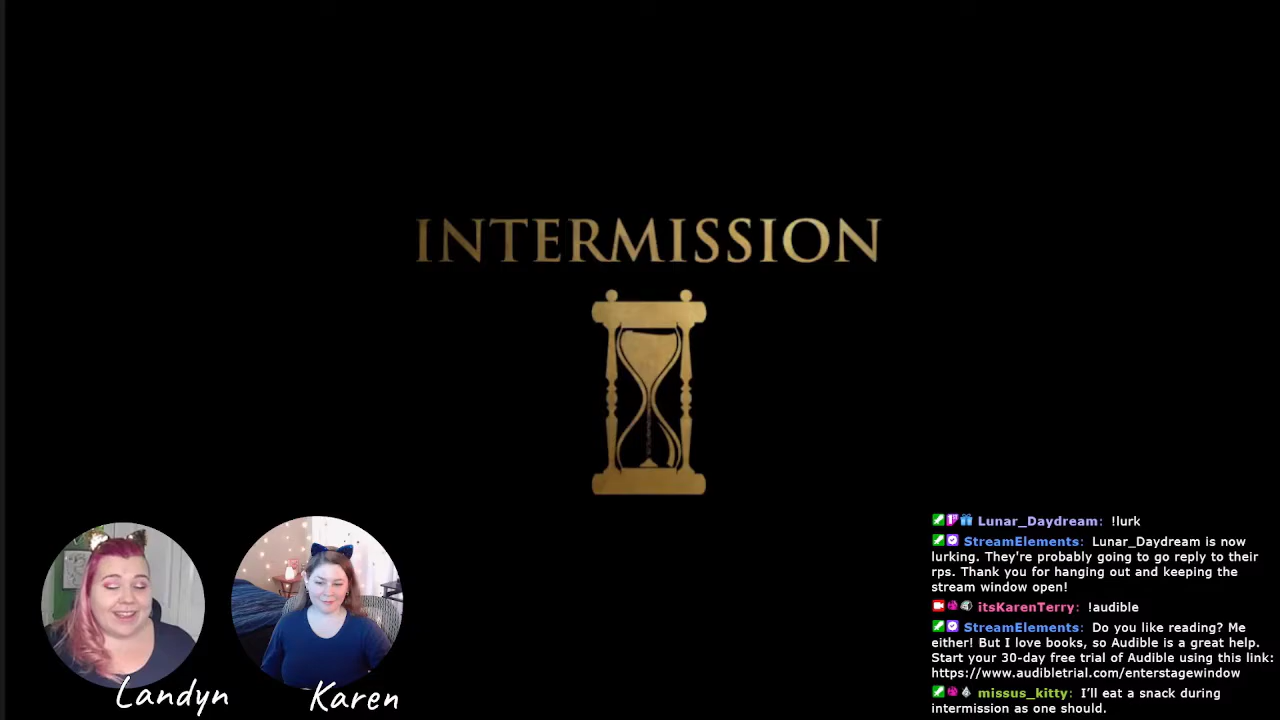 INTERMISSION
Landyn
Karen
Lunar_Daydream: !lurk
StreamElements: Lunar_Daydream is now
lurking. They're probably going to go reply to their
rps. Thank you for hanging out and keeping the
stream window open!
itsKarenTerry: !audible
StreamElements: Do you like reading? Me
either! But I love books, so Audible is a great help.
Start your 30-day free trial of Audible using this link:
https://www.audibletrial.com/enterstagewindow
missus_kitty: I’ll eat a snack during
intermission as one should.